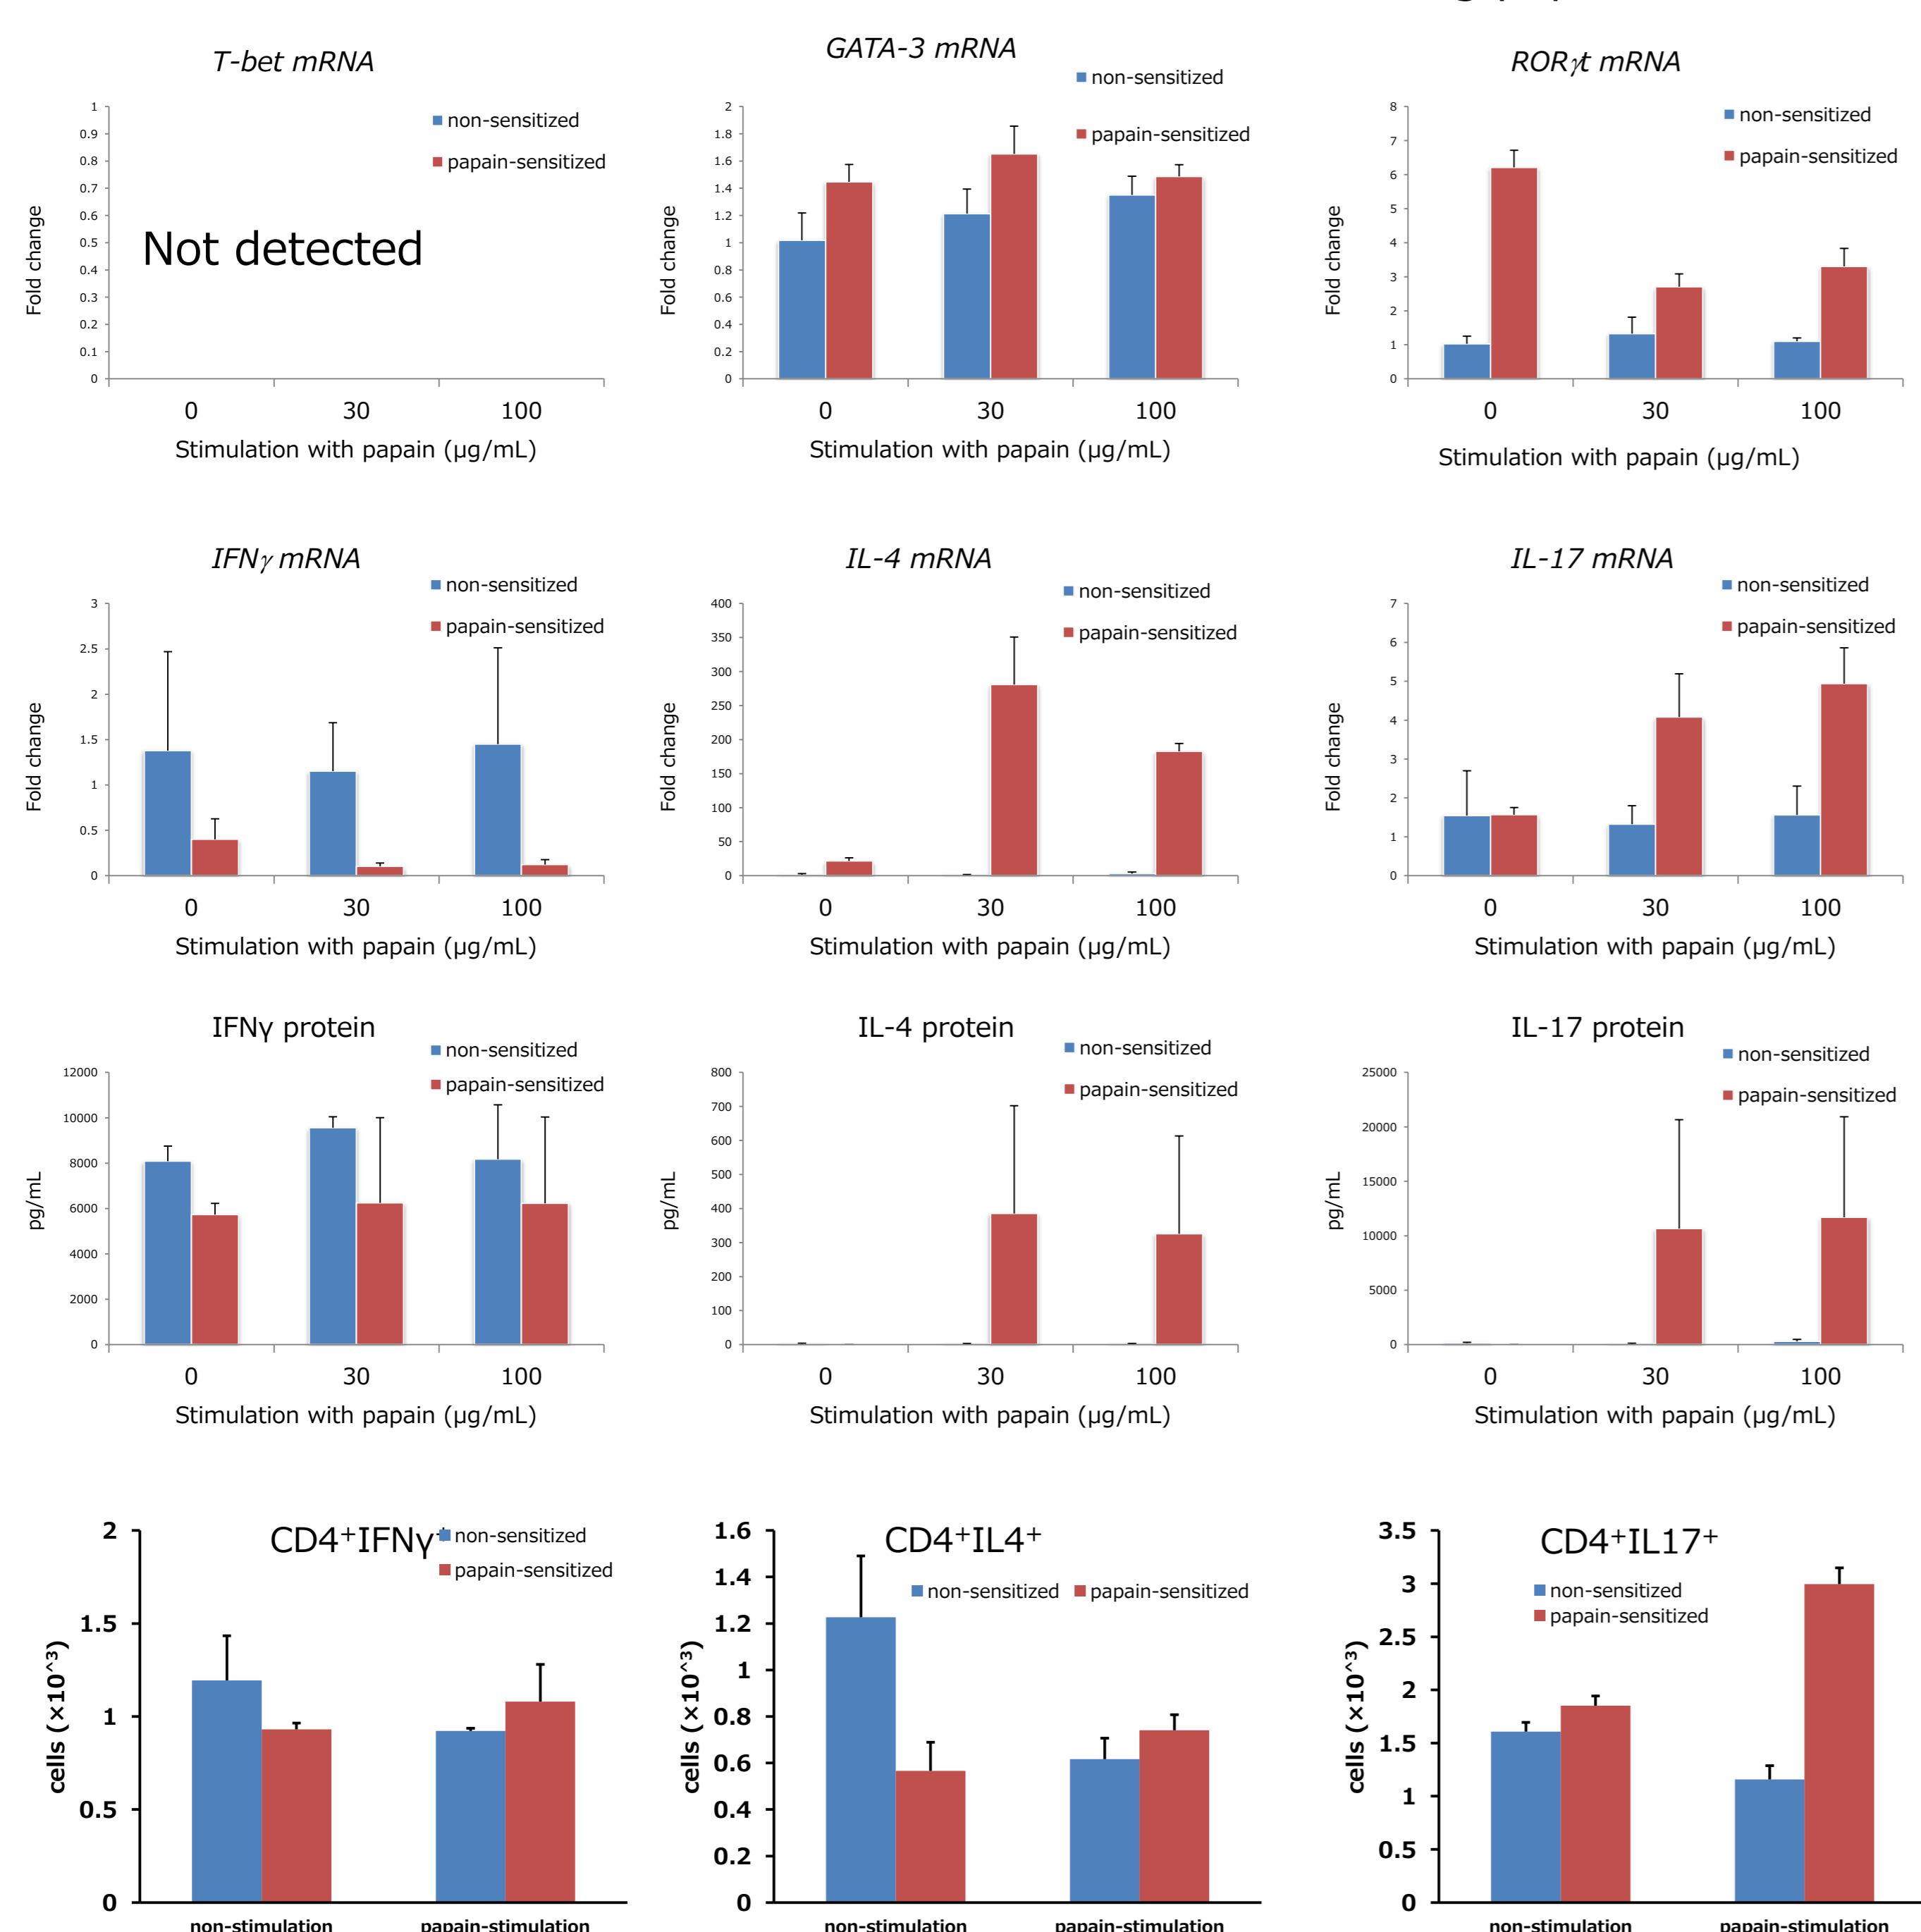 T-bet mRNA
non-sensitized
papain-sensitized
Fold change
1
0.9
0.8
0.7
0.6
0.5
0.4
0.3
0.2
0.1
0
Not detected
0 30 100
Stimulation with papain (µg/mL)
GATA-3 mRNA
non-sensitized
papain-sensitized
Fold change
2
1.8
1.6
1.4
1.2
1
0.8
0.6
0.4
0.2
0
0 30 100
Stimulation with papain (µg/mL)
RORγt mRNA
non-sensitized
papain-sensitized
Fold change
8
7
6
5
4
3
2
1
0
0 30 100
Stimulation with papain (µg/mL)
IFNγ mRNA
non-sensitized
papain-sensitized
Fold change
3
2.5
2
1.5
1
0.5
0
0 30 100
Stimulation with papain (µg/mL)
IL-4 mRNA
non-sensitized
papain-sensitized
Fold change
400
350
300
250
200
150
100
50
0
0 30 100
Stimulation with papain (µg/mL)
IL-17 mRNA
non-sensitized
papain-sensitized
Fold change
7
6
5
4
3
2
1
0
0 30 100
Stimulation with papain (µg/mL)
IFNγ protein
non-sensitized
papain-sensitized
pg/mL
12000
10000
8000
6000
4000
2000
0
0 30 100
Stimulation with papain (µg/mL)
IL-4 protein
non-sensitized
papain-sensitized
pg/mL
800
700
600
500
400
300
200
100
0
0 30 100
Stimulation with papain (µg/mL)
IL-17 protein
non-sensitized
papain-sensitized
pg/mL
25000
20000
15000
10000
5000
0
0 30 100
Stimulation with papain (µg/mL)
CD4⁺IFNγ⁺
non-sensitized
papain-sensitized
cells (×10^³)
2
1.5
1
0.5
0
non-stimulation papain-stimulation
CD4⁺IL4⁺
non-sensitized papain-sensitized
cells (×10^³)
1.6
1.4
1.2
1
0.8
0.6
0.4
0.2
0
non-stimulation papain-stimulation
CD4⁺IL17⁺
non-sensitized
papain-sensitized
cells (×10^³)
3.5
3
2.5
2
1.5
1
0.5
0
non-stimulation papain-stimulation